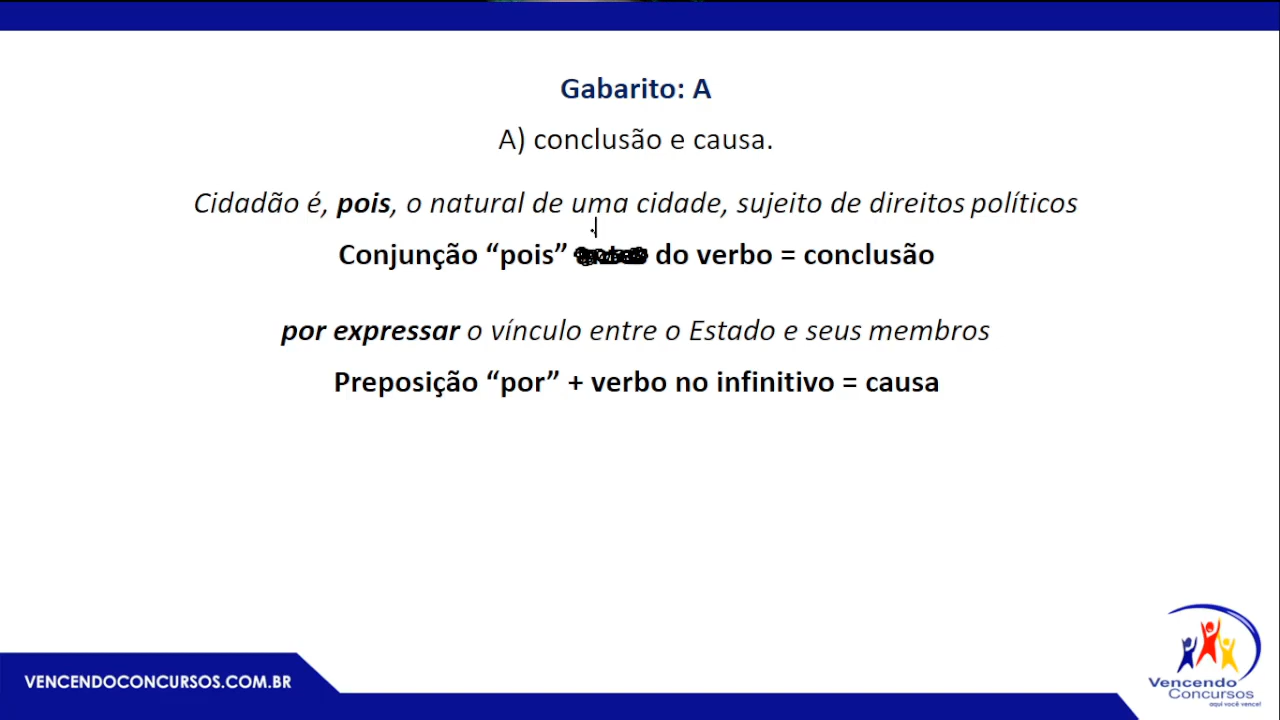 Gabarito: A
A) conclusão e causa.
Cidadão é, pois, o natural de uma cidade, sujeito de direitos políticos
Conjunção “pois” do verbo = conclusão
por expressar o vínculo entre o Estado e seus membros
Preposição “por” + verbo no infinitivo = causa
VENCENDOCONCURSOS.COM.BR
Vencendo
Concursos
aqui você vence!